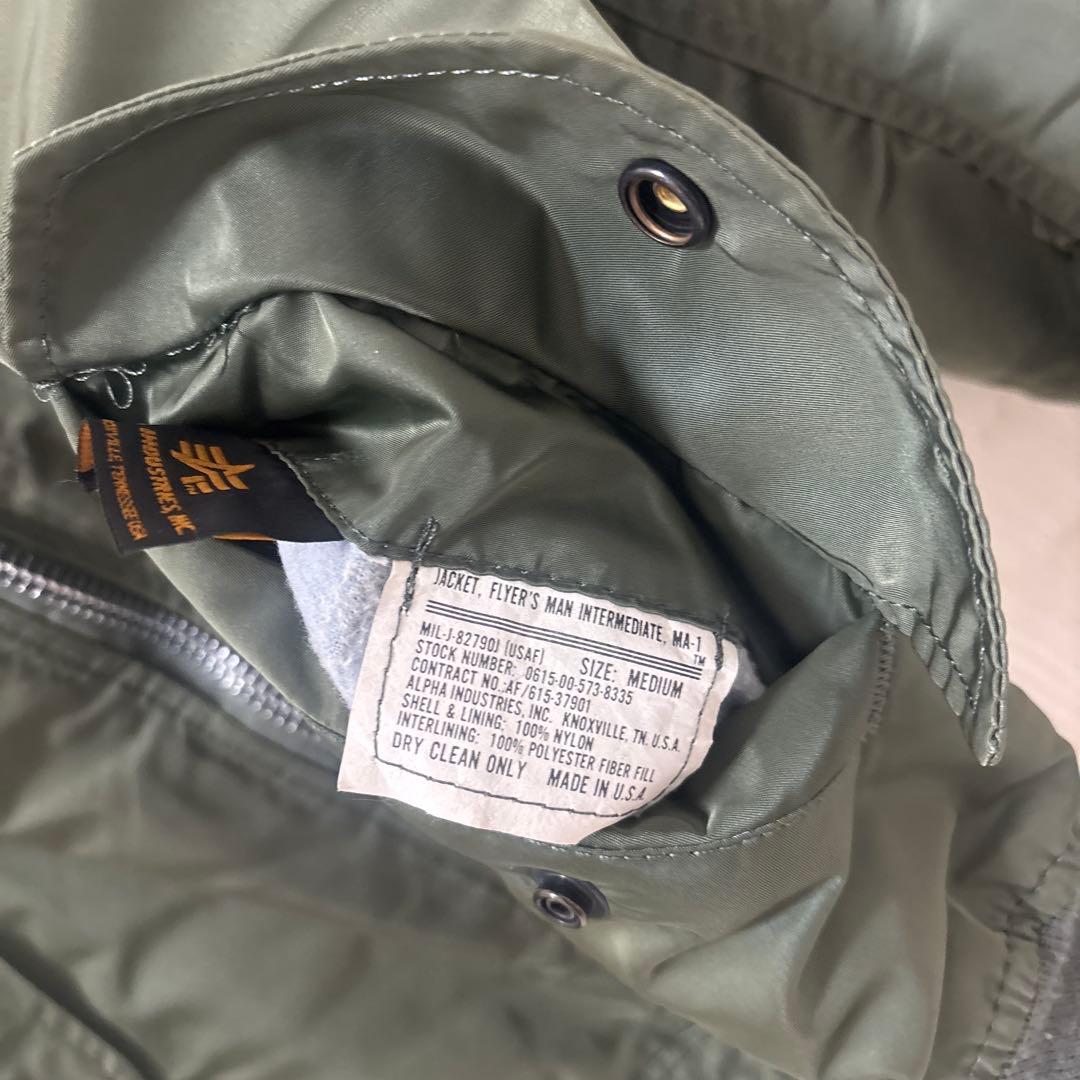 INDUSTRIES, INC
TENNESSEE USA
JACKET, FLYER'S MAN INTERMEDIATE, MA-1
TM
MIL-J-82790J (USAF) SIZE: MEDIUM
STOCK NUMBER: 0615-00-573-8335
CONTRACT NO.:AF/615-37901
ALPHA INDUSTRIES, INC. KNOXVILLE, TN. U.S.A.
SHELL & LINING: 100% NYLON
INTERLINING: 100% POLYESTER FIBER FILL
DRY CLEAN ONLY MADE IN U.S.A.